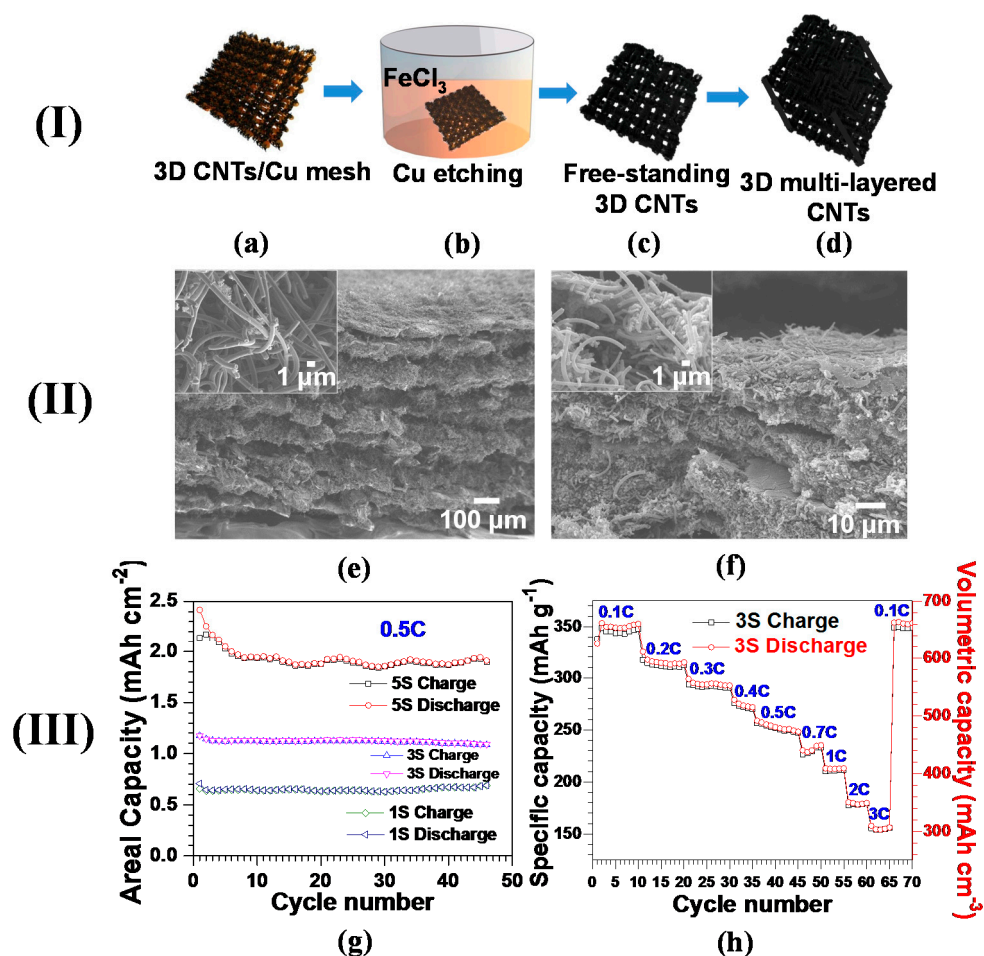 (I)
FeCl₃
3D CNTs/Cu mesh
Cu etching
Free-standing
3D CNTs
3D multi-layered
CNTs
(a)
(b)
(c)
(d)
(II)
1 μm
100 μm
1 μm
10 μm
(e)
(f)
(III)
Areal Capacity (mAh cm⁻²)
2.5
2.0
1.5
1.0
0.5
0.0
0.5C
5S Charge
5S Discharge
3S Charge
3S Discharge
1S Charge
1S Discharge
0 10 20 30 40 50
Cycle number
(g)
Specific capacity (mAh g⁻¹)
350
300
250
200
150
0.1C
0.2C
0.3C
0.4C
0.5C
0.7C
1C
2C
3C
0.1C
3S Charge
3S Discharge
Volumetric capacity (mAh cm⁻³)
700
600
500
400
300
0 5 10 15 20 25 30 35 40 45 50 55 60 65 70
Cycle number
(h)